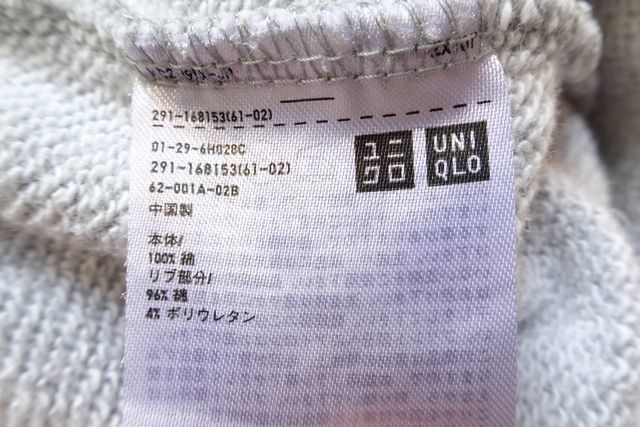 291-168153(61-02)
01-29-6H028C
291-168153(61-02)
62-001A-02B
中国製
ユニ
クロ
UNI
QLO
本体/
100% 綿
リブ部分/
96% 綿
4% ポリウレタン